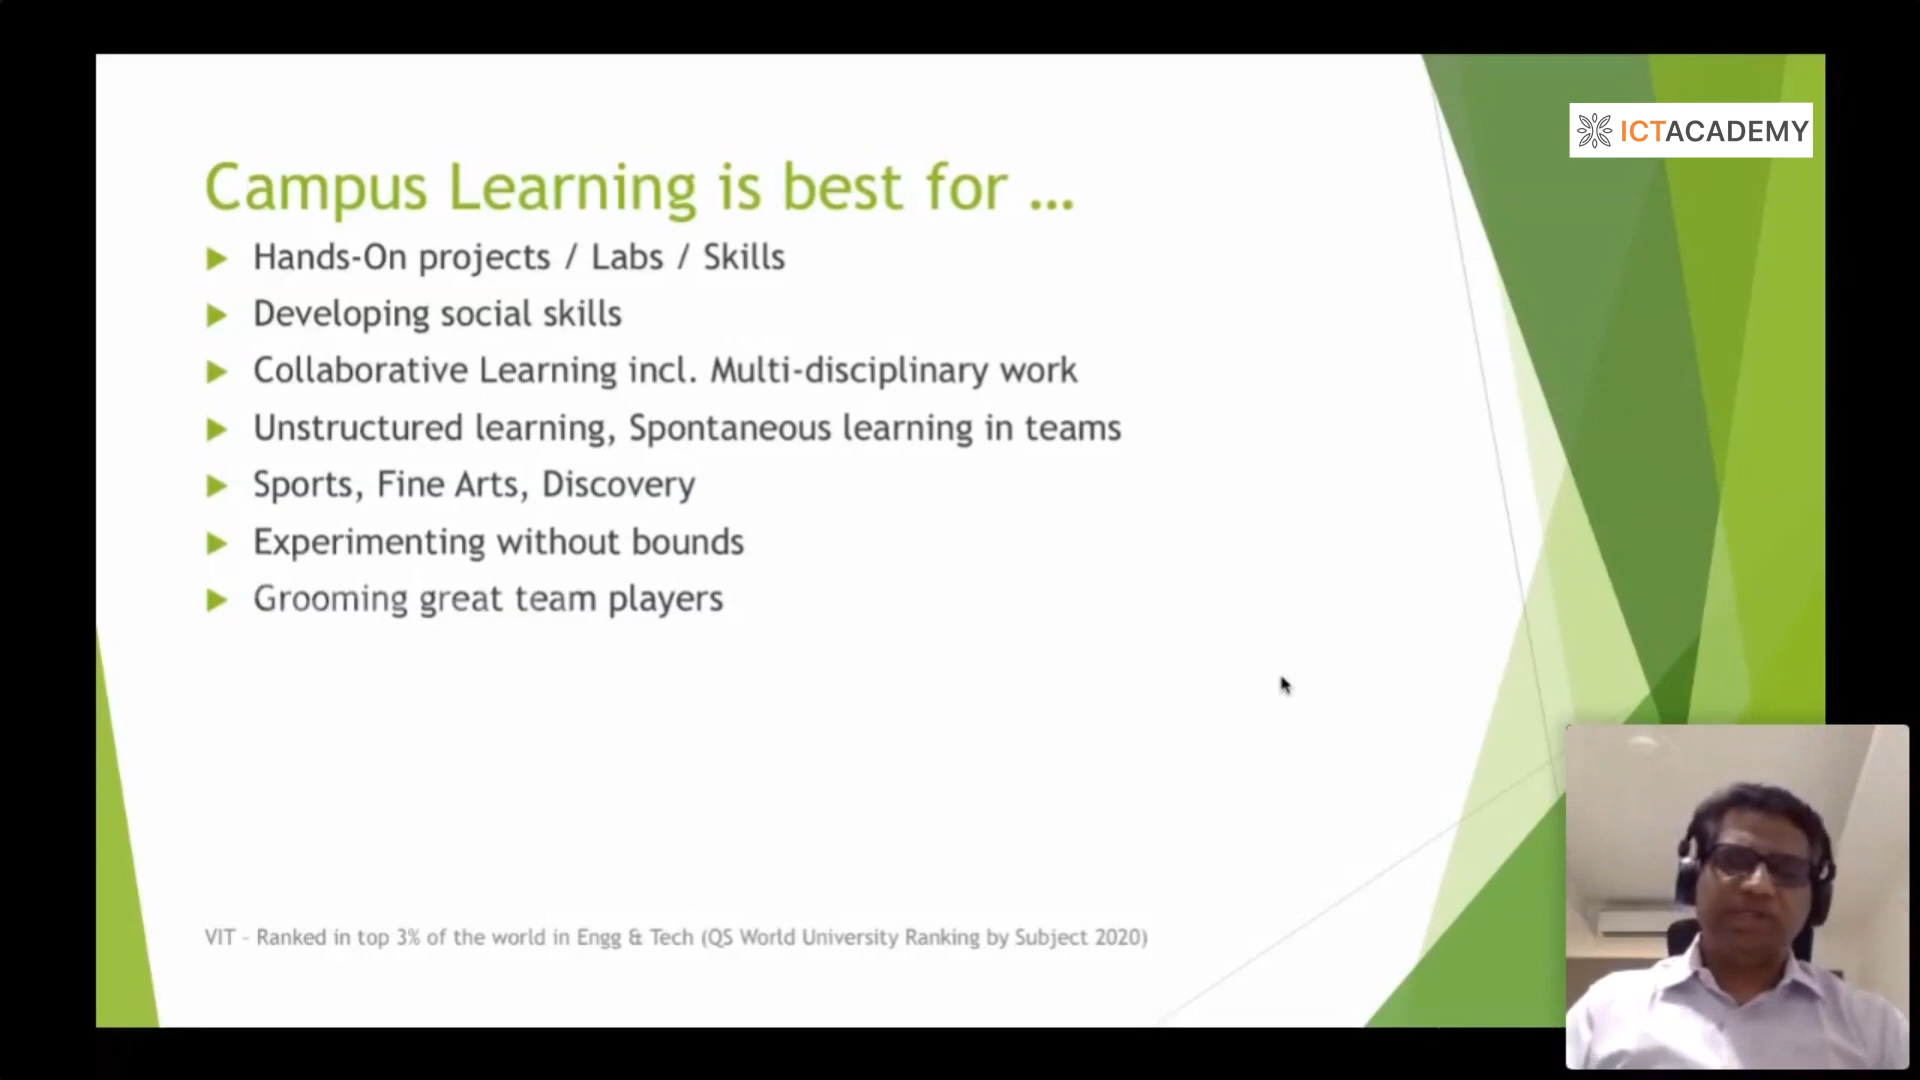 ICTACADEMY
Campus Learning is best for ...
Hands-On projects / Labs / Skills
Developing social skills
Collaborative Learning incl. Multi-disciplinary work
Unstructured learning, Spontaneous learning in teams
Sports, Fine Arts, Discovery
Experimenting without bounds
Grooming great team players
VIT - Ranked in top 3% of the world in Engg & Tech (QS World University Ranking by Subject 2020)